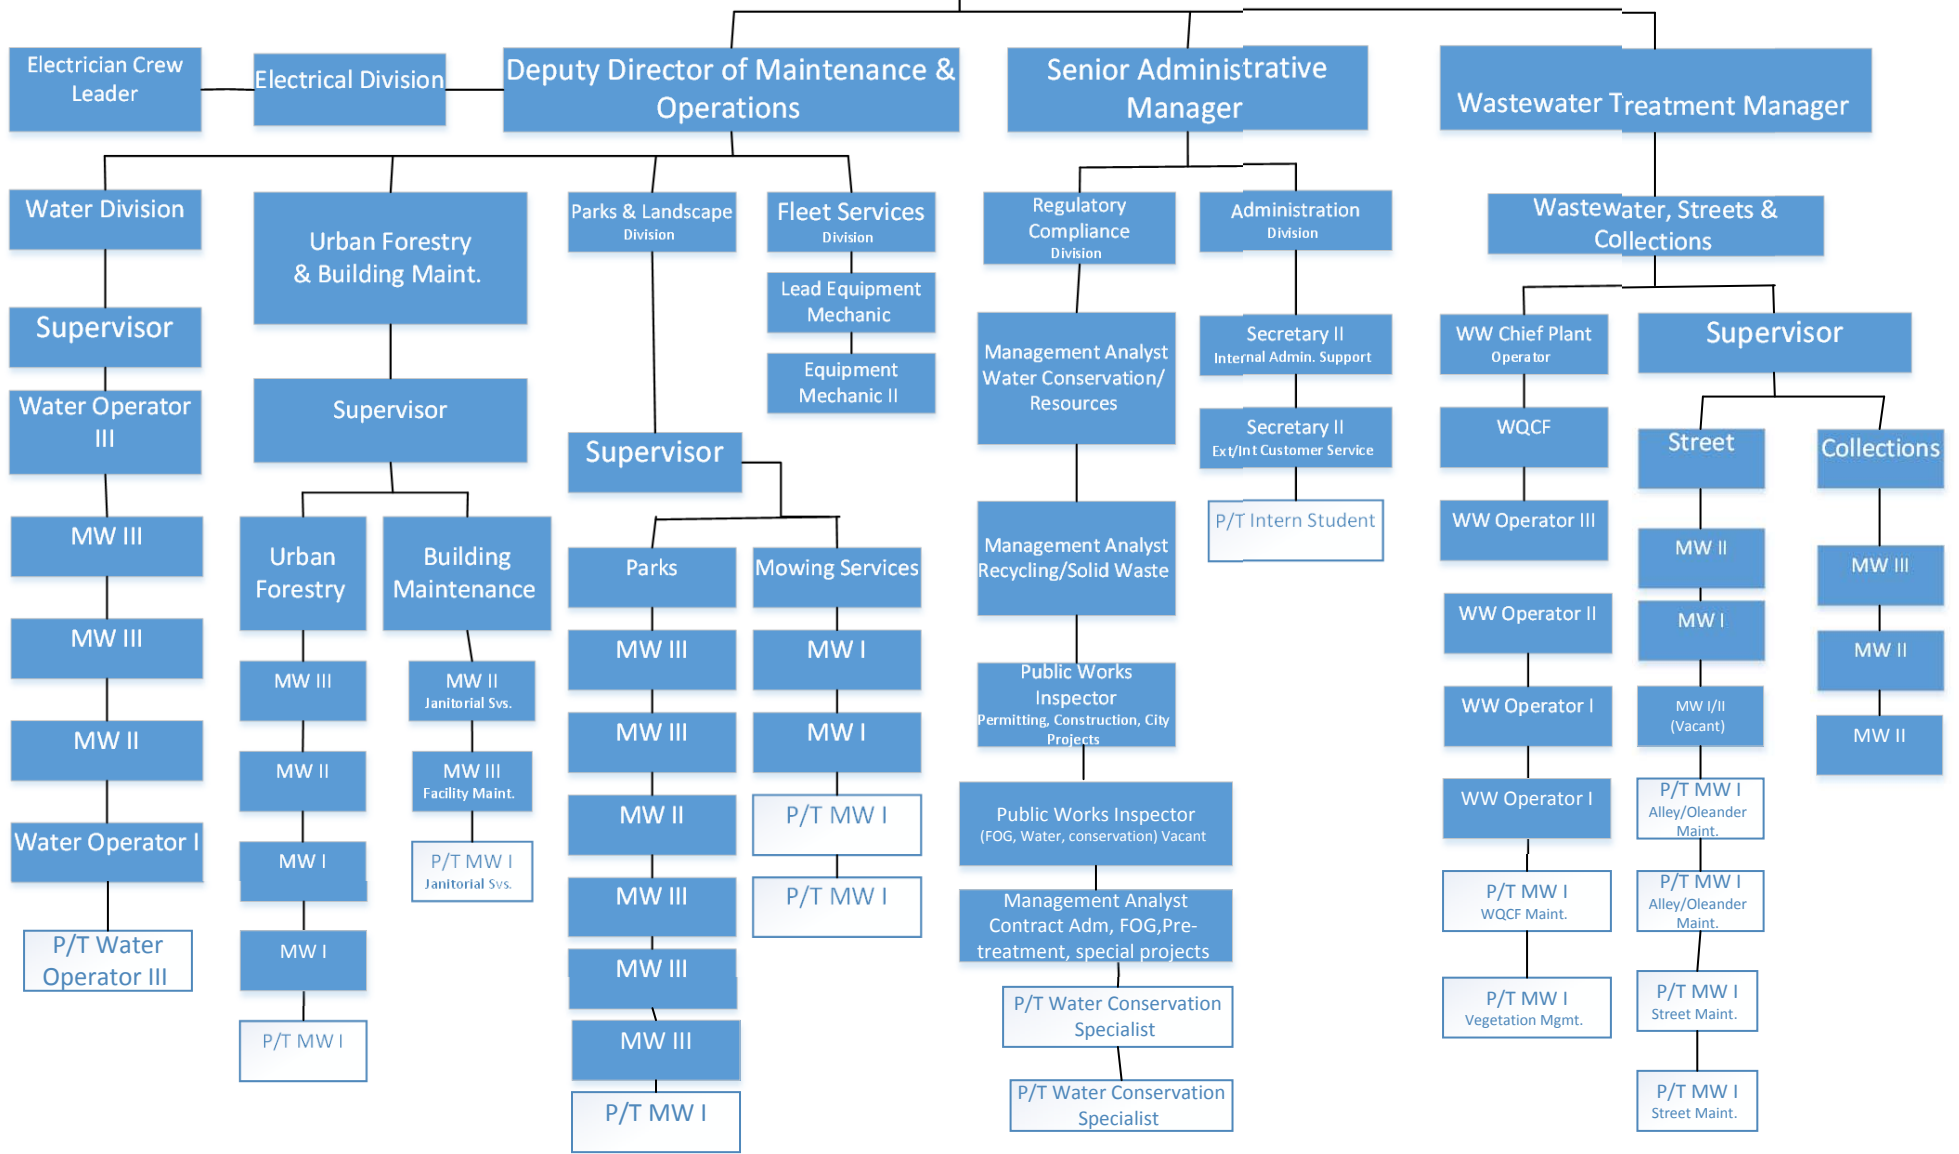 Electrician Crew
Leader
Electrical Division
Deputy Director of Maintenance &
Operations
Senior Administrative
Manager
Wastewater Treatment Manager
Water Division
Supervisor
Water Operator
III
MW III
MW III
MW II
Water Operator I
P/T Water
Operator III
Urban Forestry
& Building Maint.
Supervisor
Urban
Forestry
MW III
MW II
MW I
MW I
P/T MW I
Building
Maintenance
MW II
Janitorial Svs.
MW III
Facility Maint.
P/T MW I
Janitorial Svs.
Parks & Landscape
Division
Supervisor
Parks
MW III
MW III
MW II
MW III
MW III
MW III
P/T MW I
Mowing Services
MW I
MW I
P/T MW I
P/T MW I
Fleet Services
Division
Lead Equipment
Mechanic
Equipment
Mechanic II
Regulatory
Compliance
Division
Management Analyst
Water Conservation/
Resources
Management Analyst
Recycling/Solid Waste
Public Works
Inspector
Permitting, Construction, City
Projects
Public Works Inspector
(FOG, Water, conservation) Vacant
Management Analyst
Contract Adm, FOG,Pre-
treatment, special projects
P/T Water Conservation
Specialist
P/T Water Conservation
Specialist
Administration
Division
Secretary II
Internal Admin. Support
Secretary II
Ext/Int Customer Service
P/T Intern Student
Wastewater, Streets &
Collections
WW Chief Plant
Operator
WQCF
WW Operator III
WW Operator II
WW Operator I
WW Operator I
P/T MW I
WQCF Maint.
P/T MW I
Vegetation Mgmt.
Supervisor
Street
MW II
MW I
MW I/II
(Vacant)
P/T MW I
Alley/Oleander
Maint.
P/T MW I
Alley/Oleander
Maint.
P/T MW I
Street Maint.
P/T MW I
Street Maint.
Collections
MW III
MW II
MW II